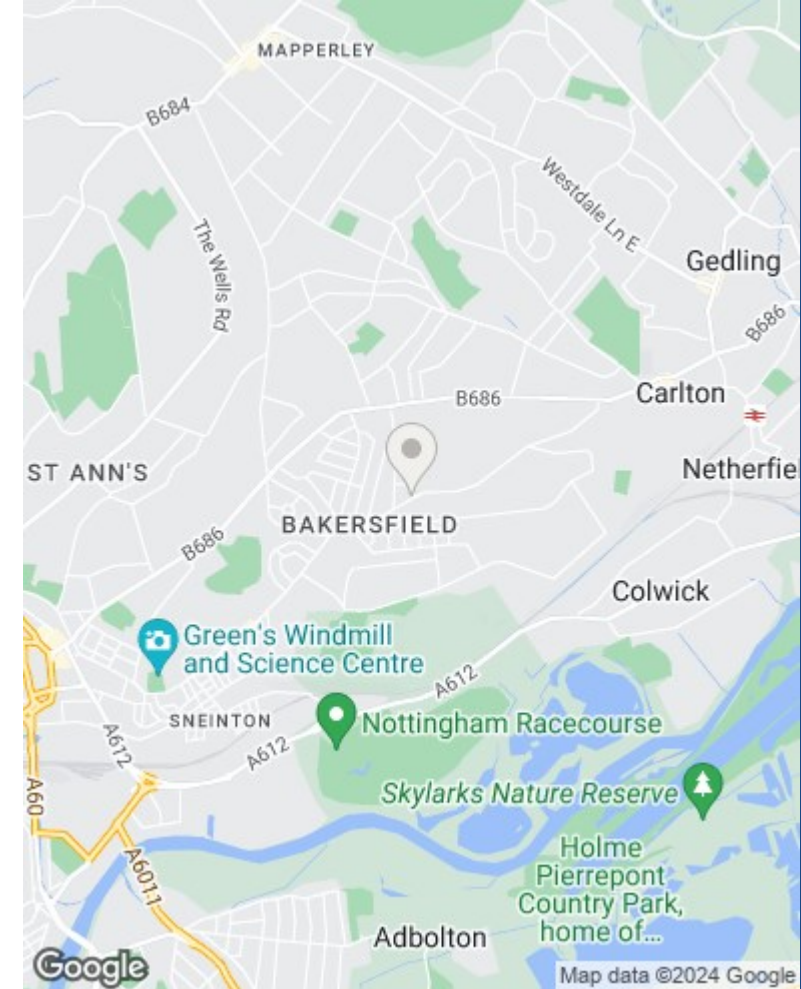 MAPPERLEY
B684
Westdale Ln E
The Wells Rd
Gedling
B686
B686
Carlton
ST ANN'S
Netherfiel
BAKERSFIELD
B686
Colwick
Green's Windmill
and Science Centre
A612
SNEINTON
Nottingham Racecourse
A612
A612
Skylarks Nature Reserve
A60
Holme
Pierrepont
Country Park,
home of...
A6011
Adbolton
Google
Map data ©2024 Google